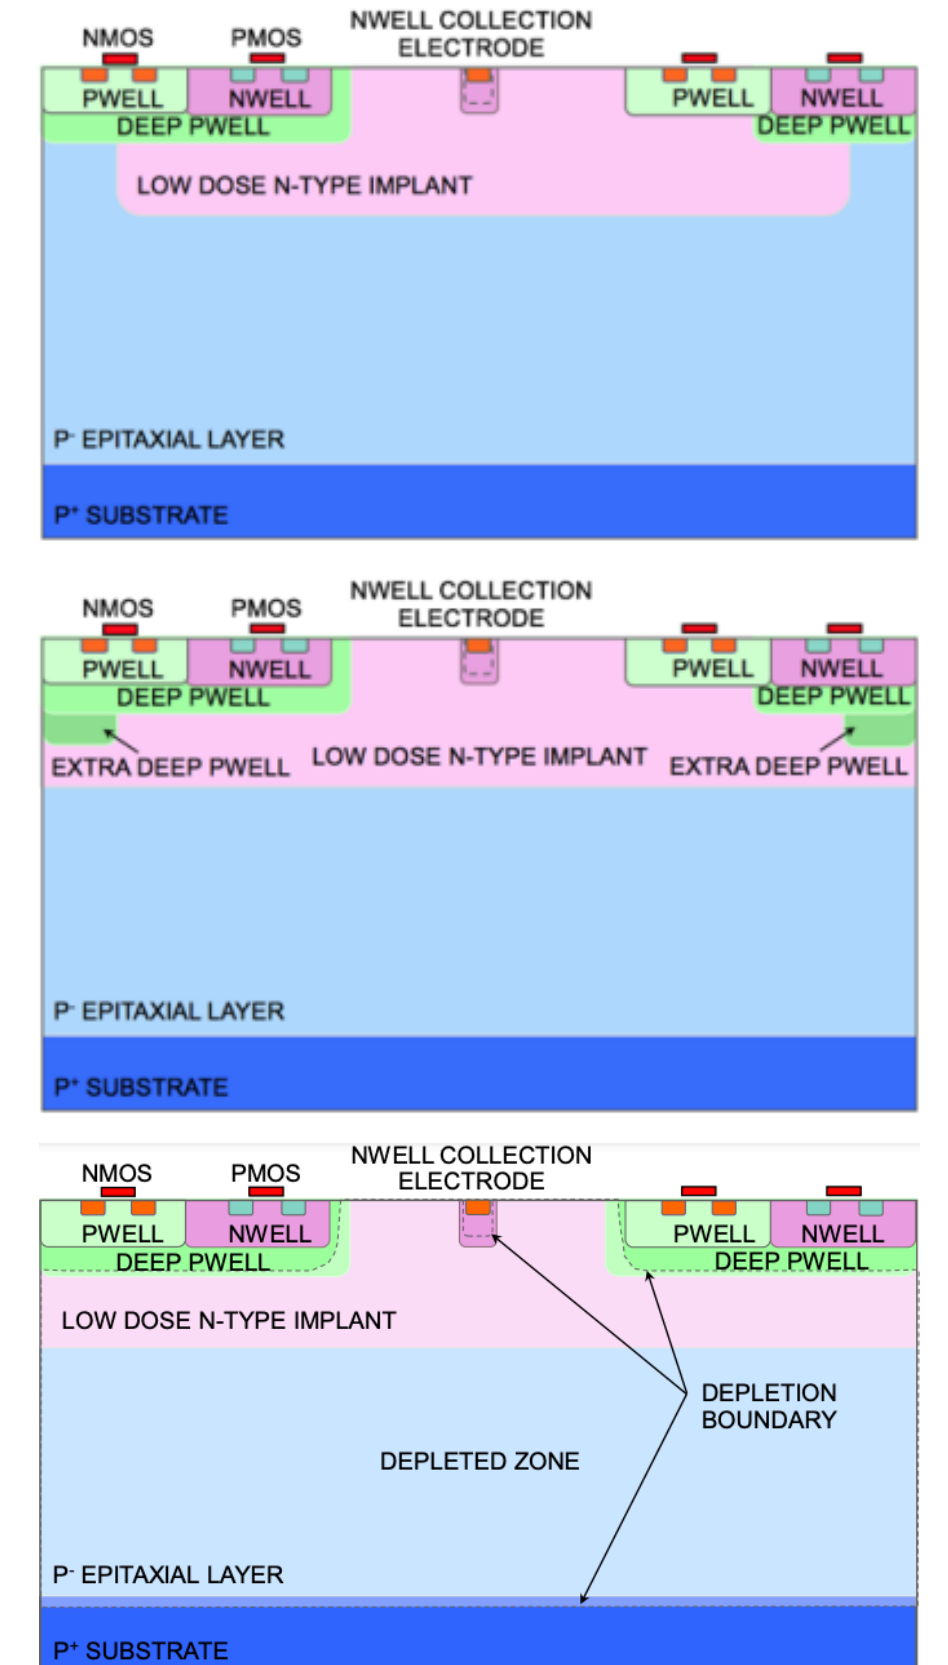 NWELL COLLECTION
ELECTRODE
NMOS
PMOS
PWELL
NWELL
PWELL
NWELL
DEEP PWELL
DEEP PWELL
LOW DOSE N-TYPE IMPLANT
P- EPITAXIAL LAYER
P+ SUBSTRATE
NWELL COLLECTION
ELECTRODE
NMOS
PMOS
PWELL
NWELL
PWELL
NWELL
DEEP PWELL
DEEP PWELL
EXTRA DEEP PWELL
LOW DOSE N-TYPE IMPLANT
EXTRA DEEP PWELL
P- EPITAXIAL LAYER
P+ SUBSTRATE
NWELL COLLECTION
ELECTRODE
NMOS
PMOS
PWELL
NWELL
PWELL
NWELL
DEEP PWELL
DEEP PWELL
LOW DOSE N-TYPE IMPLANT
DEPLETION
BOUNDARY
DEPLETED ZONE
P- EPITAXIAL LAYER
P+ SUBSTRATE